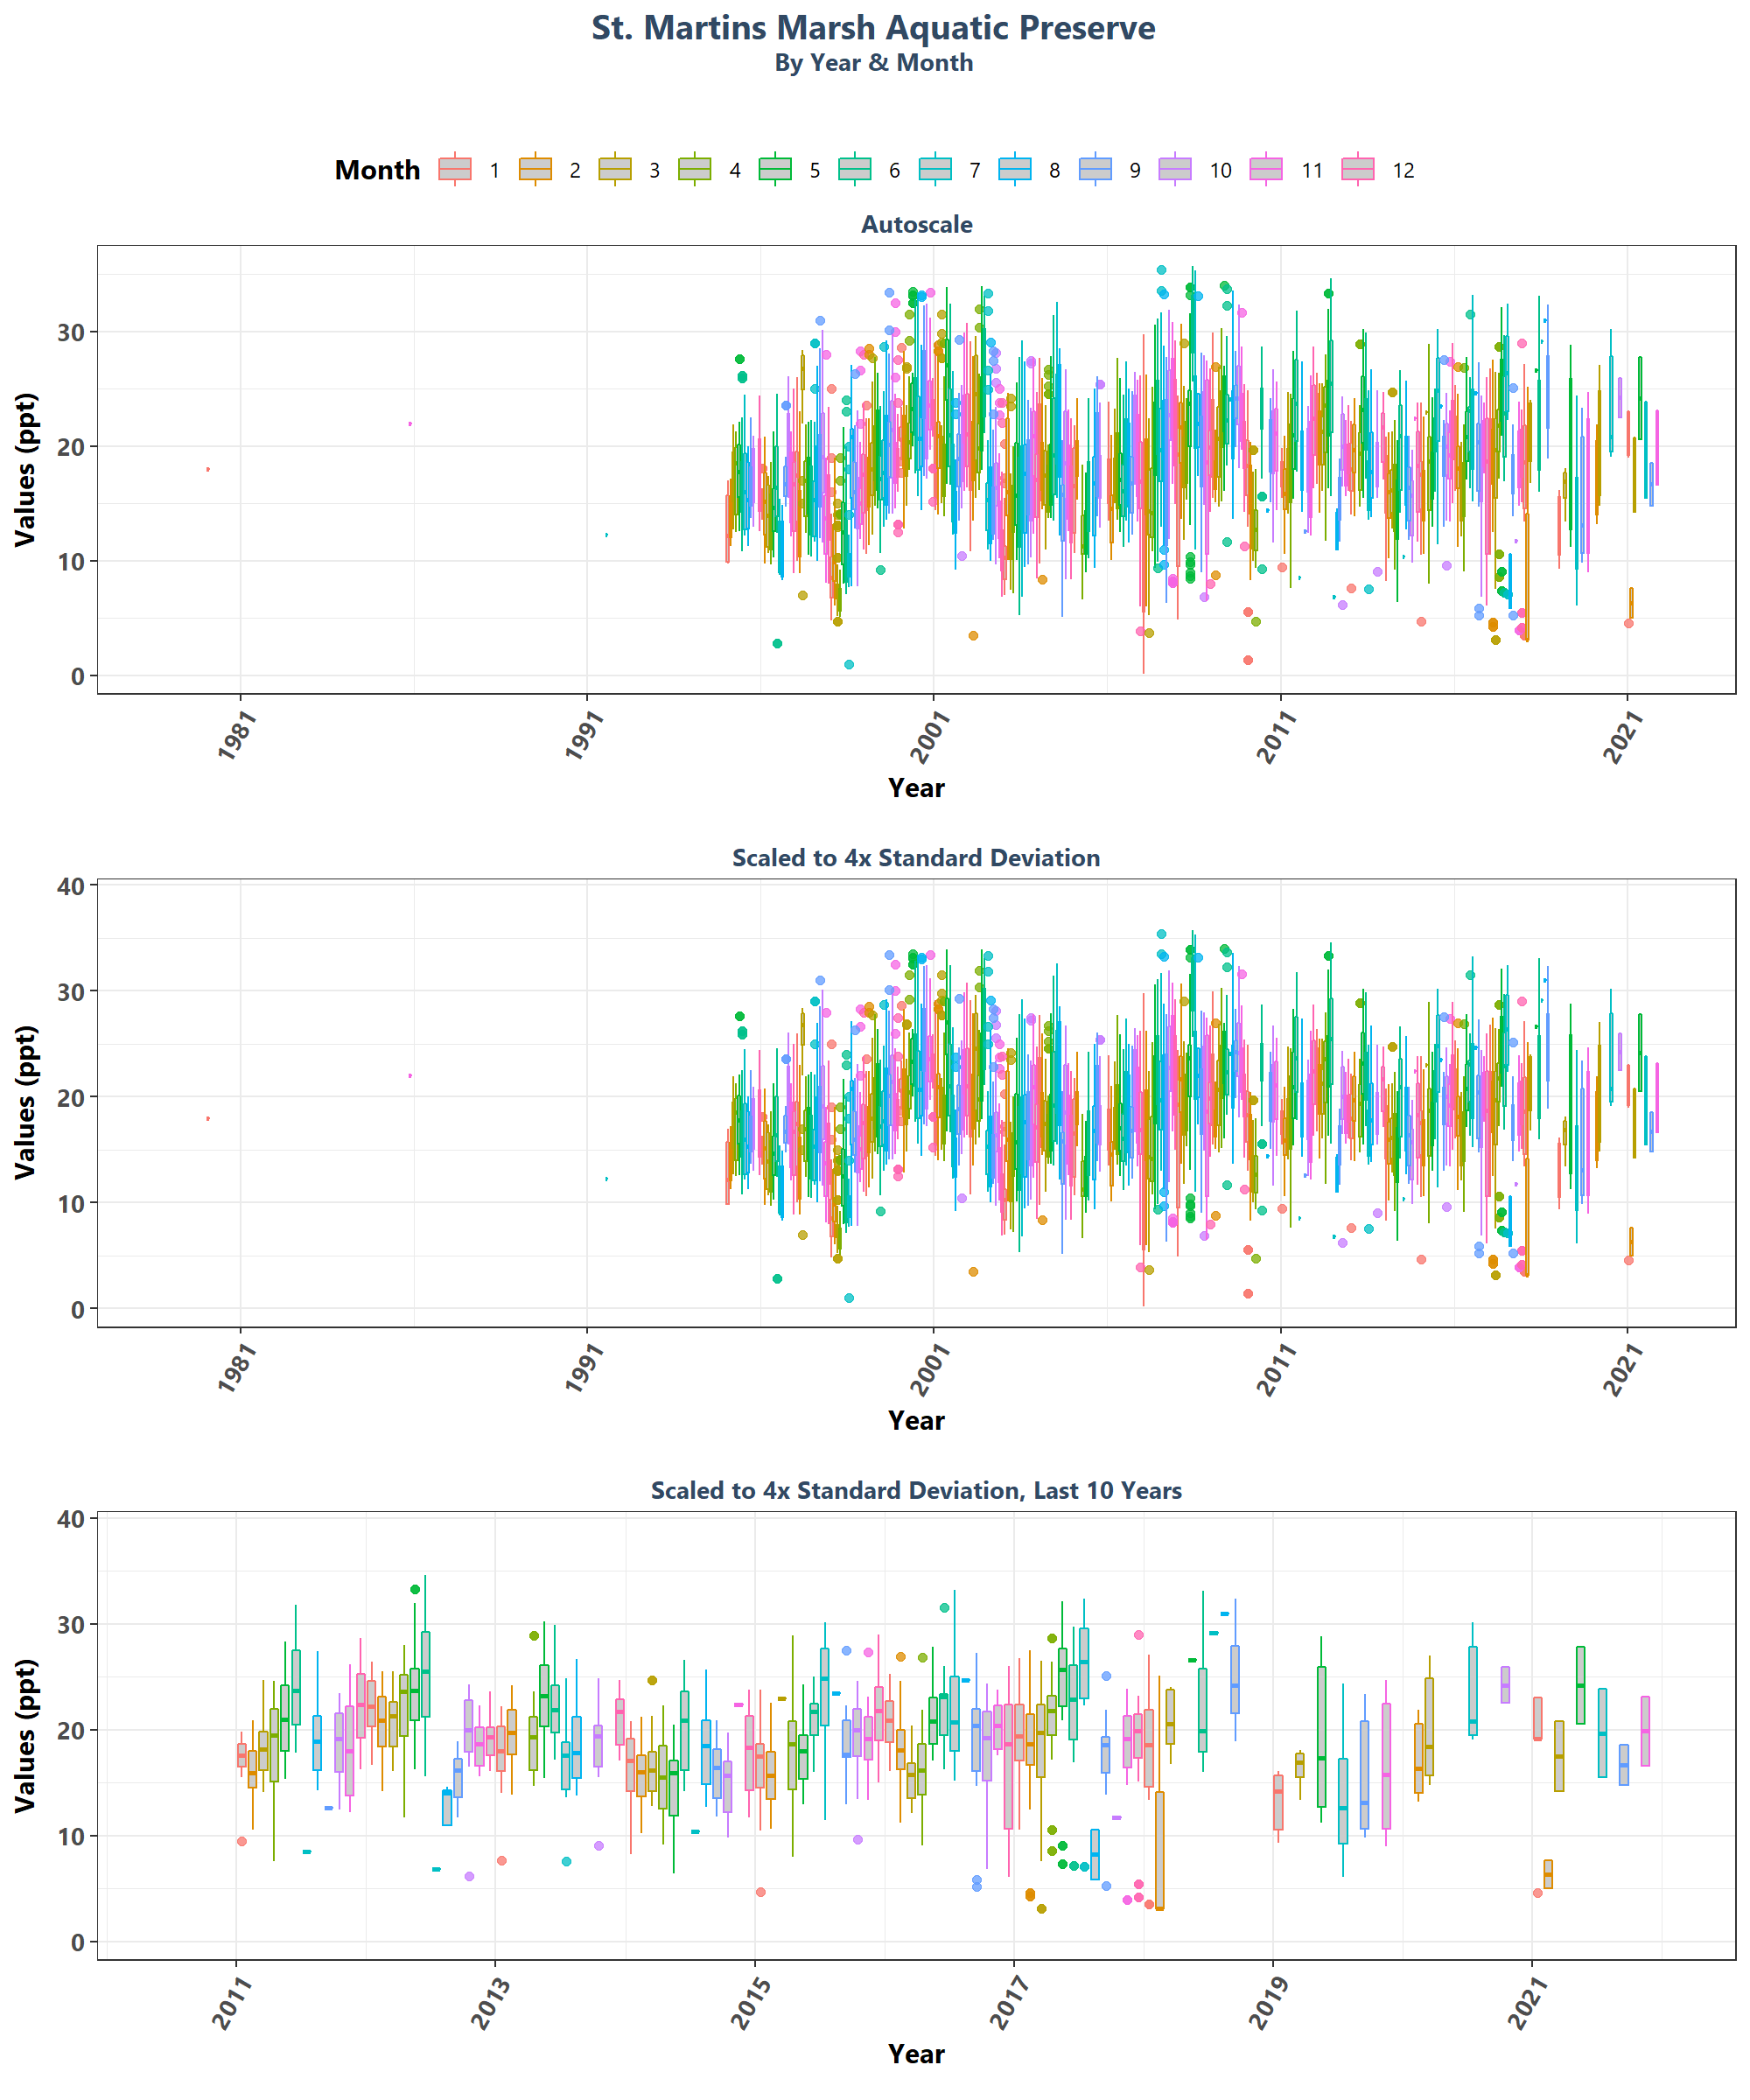 St. Martins Marsh Aquatic Preserve
By Year & Month
Month 1 2 3 4 5 6 7 8 9 10 11 12
Autoscale
Values (ppt)
30
20
10
0
1981 1991 2001 2011 2021
Year
Scaled to 4x Standard Deviation
Values (ppt)
40
30
20
10
0
1981 1991 2001 2011 2021
Year
Scaled to 4x Standard Deviation, Last 10 Years
Values (ppt)
40
30
20
10
0
2011 2013 2015 2017 2019 2021
Year